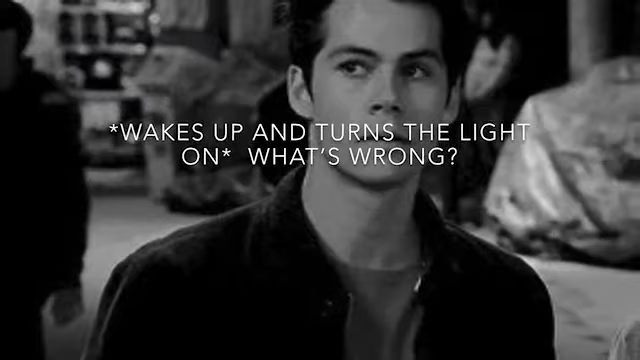 *WAKES UP AND TURNS THE LIGHT
ON*  WHAT'S WRONG?